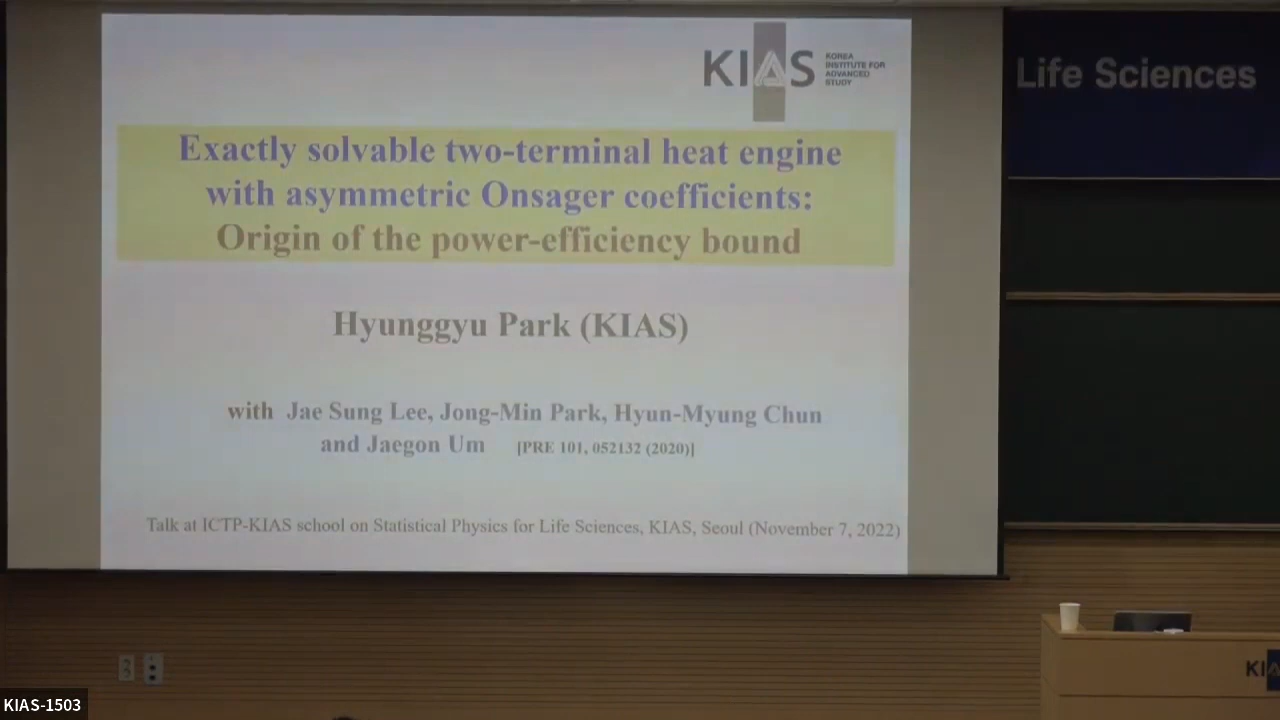 KIAS
KOREA
INSTITUTE FOR
ADVANCED
STUDY
Life Sciences
Exactly solvable two-terminal heat engine
with asymmetric Onsager coefficients:
Origin of the power-efficiency bound
Hyunggyu Park (KIAS)
with Jae Sung Lee, Jong-Min Park, Hyun-Myung Chun
and Jaegon Um [PRE 101, 052132 (2020)]
Talk at ICTP-KIAS school on Statistical Physics for Life Sciences, KIAS, Seoul (November 7, 2022)
KIA
KIAS-1503